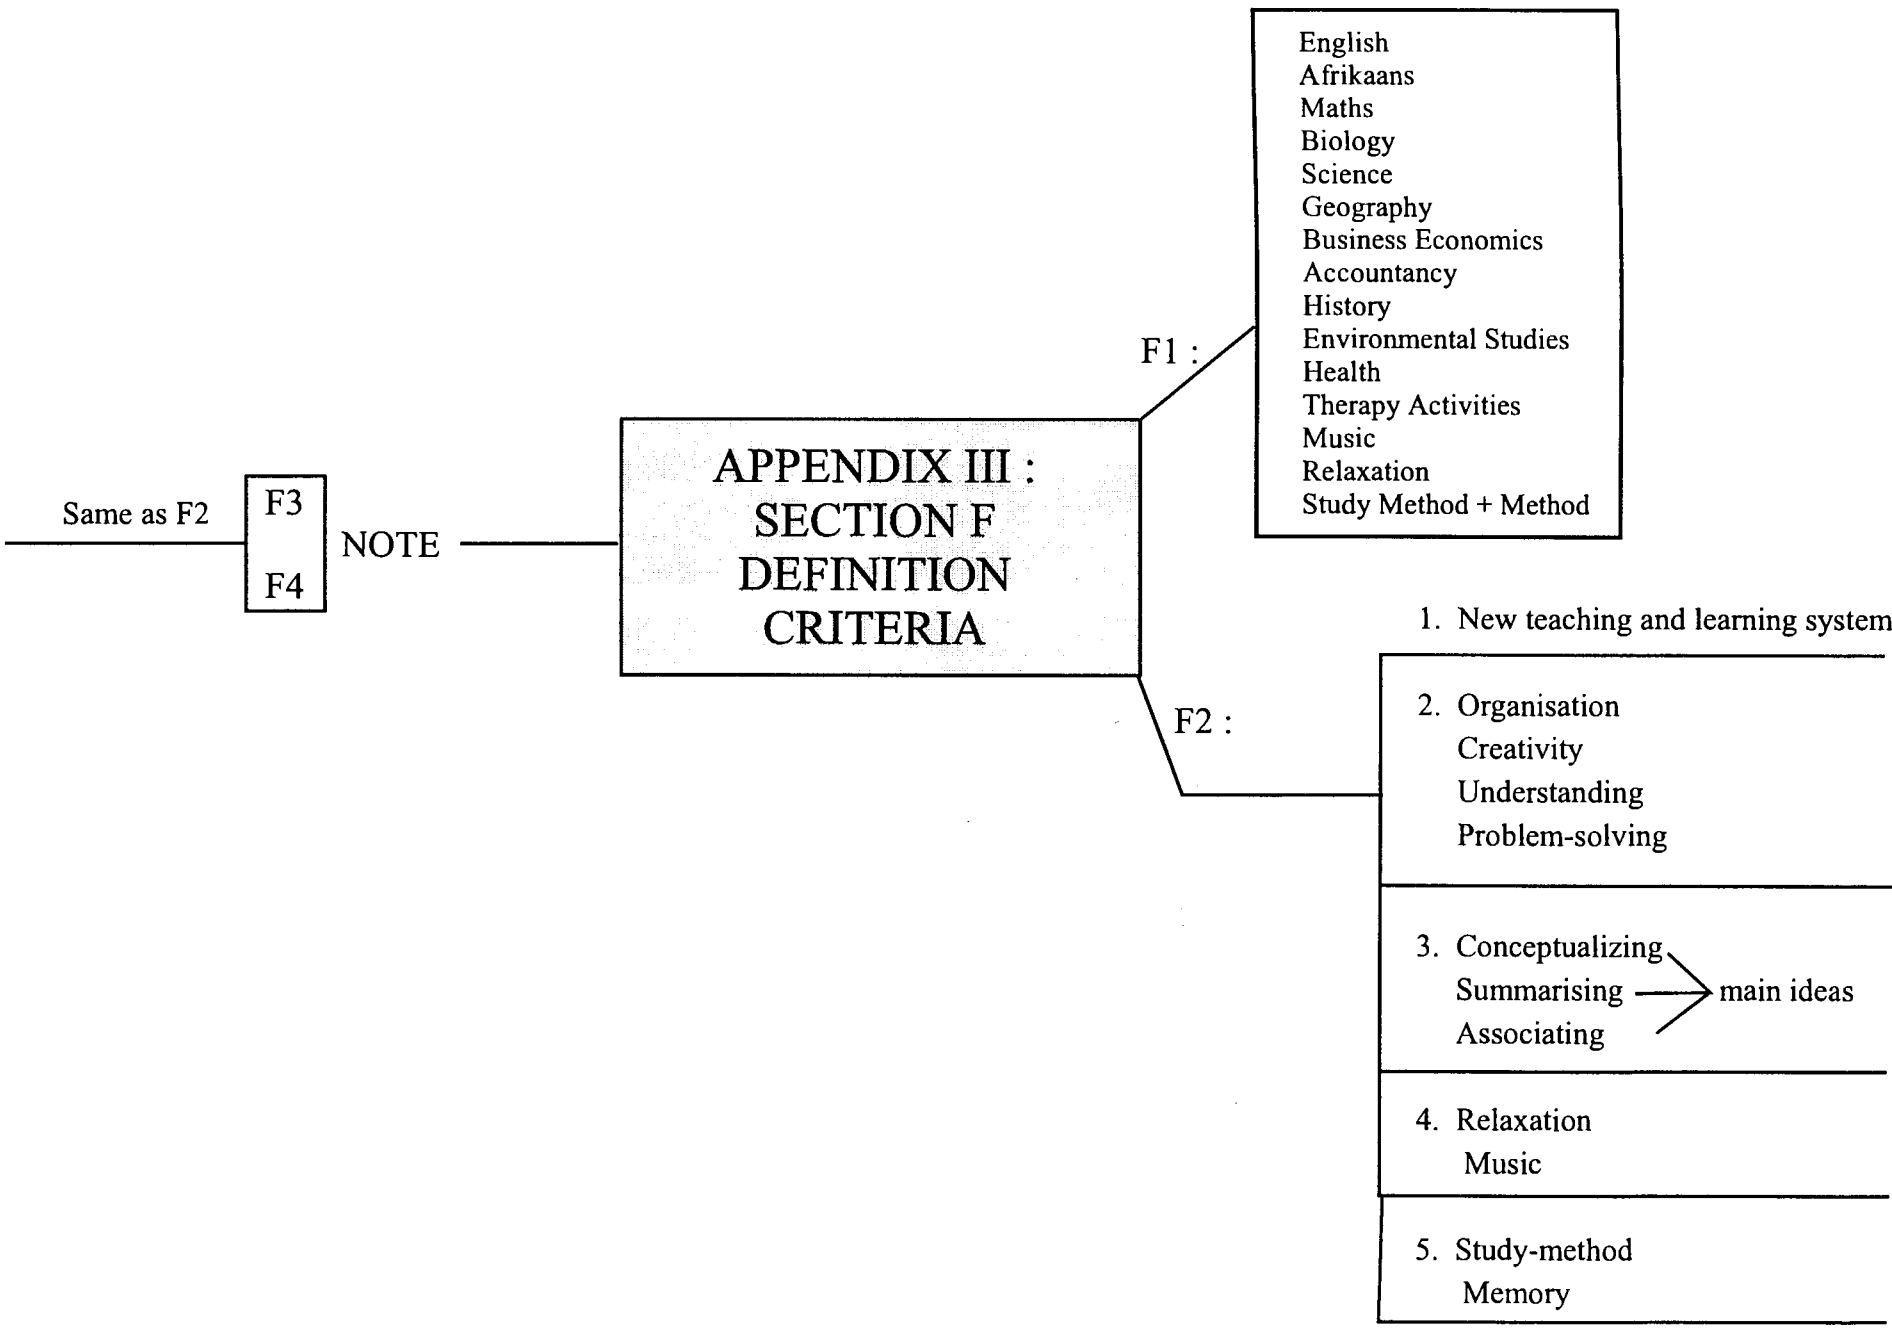 English
Afrikaans
Maths
Biology
Science
Geography
Business Economics
Accountancy
History
Environmental Studies
Health
Therapy Activities
Music
Relaxation
Study Method + Method
F1 :
APPENDIX III :
SECTION F
DEFINITION
CRITERIA
Same as F2
F3
F4
NOTE
F2 :
1. New teaching and learning system
2. Organisation
Creativity
Understanding
Problem-solving
3. Conceptualizing
Summarising
Associating
main ideas
4. Relaxation
Music
5. Study-method
Memory